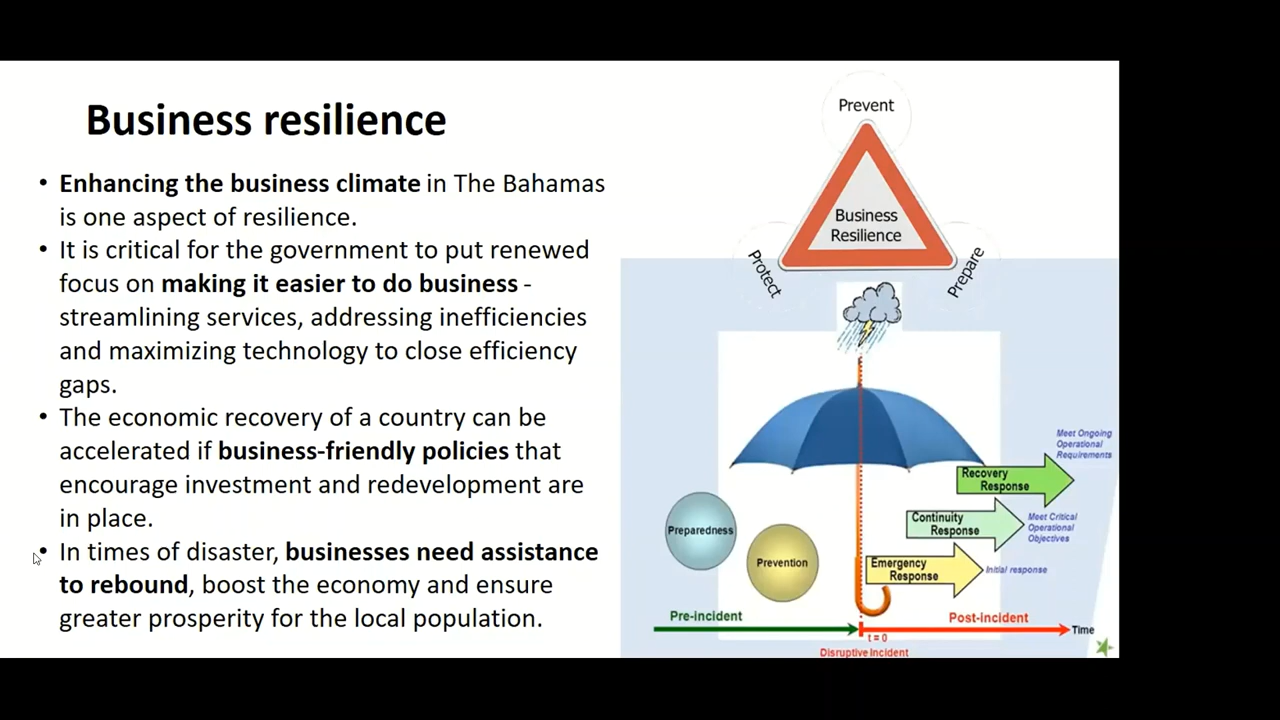 Business resilience
• Enhancing the business climate in The Bahamas
is one aspect of resilience.
• It is critical for the government to put renewed
focus on making it easier to do business -
streamlining services, addressing inefficiencies
and maximizing technology to close efficiency
gaps.
• The economic recovery of a country can be
accelerated if business-friendly policies that
encourage investment and redevelopment are
in place.
• In times of disaster, businesses need assistance
to rebound, boost the economy and ensure
greater prosperity for the local population.
Prevent
Business
Resilience
Protect
Prepare
Meet Ongoing
Operational
Requirements
Recovery
Response
Continuity
Response
Meet Critical
Operational
Objectives
Preparedness
Prevention
Emergency
Response
Initial response
Pre-incident
Post-incident
Time
t = 0
Disruptive Incident